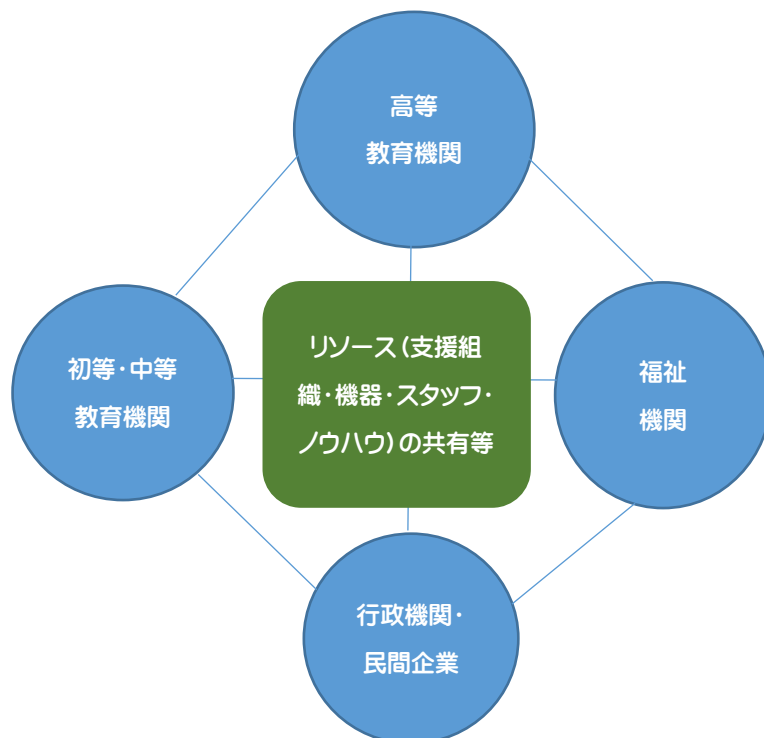 高等
教育機関
初等・中等
教育機関
リソース（支援組
織・機器・スタッフ・
ノウハウ）の共有等
福祉
機関
行政機関・
民間企業